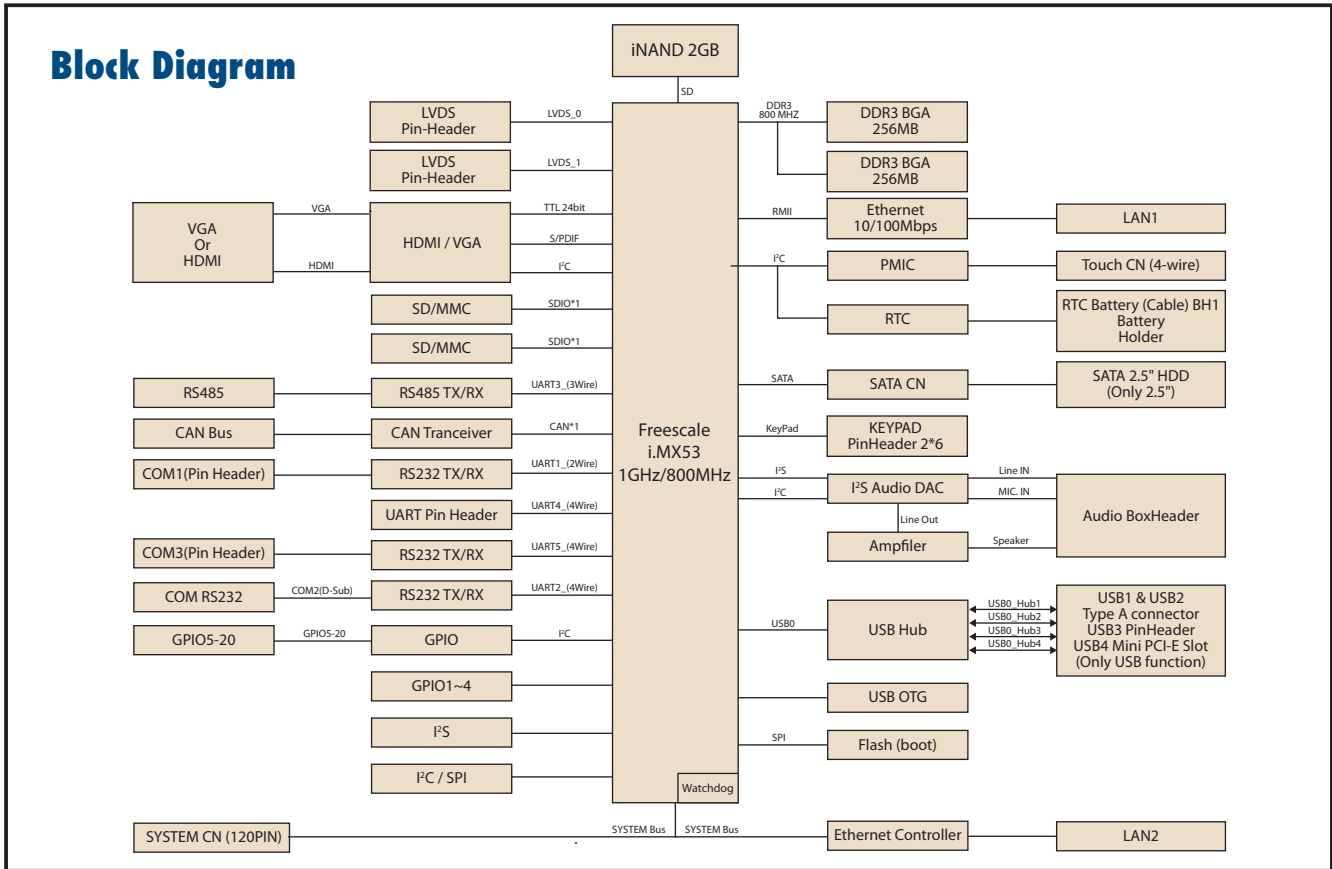 Block Diagram
iNAND 2GB
SD
LVDS
Pin-Header
LVDS_0
LVDS
Pin-Header
LVDS_1
VGA
Or
HDMI
VGA
HDMI
HDMI / VGA
TTL 24bit
S/PDIF
I²C
SD/MMC
SDIO*1
SD/MMC
SDIO*1
RS485
RS485 TX/RX
UART3_(3Wire)
CAN Bus
CAN Tranceiver
CAN*1
COM1(Pin Header)
RS232 TX/RX
UART1_(2Wire)
UART Pin Header
UART4_(4Wire)
COM3(Pin Header)
RS232 TX/RX
UART5_(4Wire)
COM RS232
COM2(D-Sub)
RS232 TX/RX
UART2_(4Wire)
GPIO5-20
GPIO5-20
GPIO
I²C
GPIO1~4
I²S
I²C / SPI
Freescale
i.MX53
1GHz/800MHz
Watchdog
DDR3
800 MHZ
DDR3 BGA
256MB
DDR3 BGA
256MB
RMII
Ethernet
10/100Mbps
LAN1
I²C
PMIC
Touch CN (4-wire)
RTC
RTC Battery (Cable) BH1
Battery
Holder
SATA
SATA CN
SATA 2.5" HDD
(Only 2.5")
KeyPad
KEYPAD
PinHeader 2*6
I²S
I²C
I²S Audio DAC
Line IN
MIC. IN
Line Out
Ampfiler
Speaker
Audio BoxHeader
USB0
USB Hub
USB0_Hub1
USB0_Hub2
USB0_Hub3
USB0_Hub4
USB1 & USB2
Type A connector
USB3 PinHeader
USB4 Mini PCI-E Slot
(Only USB function)
USB OTG
SPI
Flash (boot)
SYSTEM CN (120PIN)
SYSTEM Bus
SYSTEM Bus
Ethernet Controller
LAN2